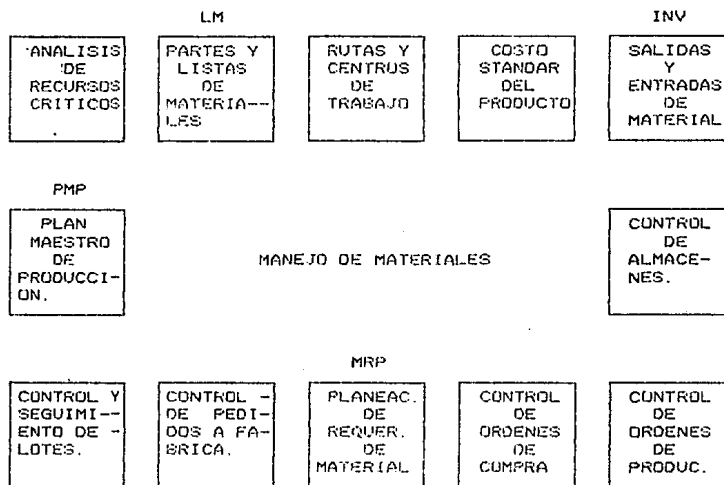 LM
INV
ANALISIS
DE
RECURSOS
CRITICOS
PARTES Y
LISTAS
DE
MATERIA--
LES
RUTAS Y
CENTROS
DE
TRABAJO
COSTO
STANDAR
DEL
PRODUCTO
SALIDAS
Y
ENTRADAS
DE
MATERIAL
PMP
PLAN
MAESTRO
DE
PRODUCCI-
ON.
MANEJO DE MATERIALES
CONTROL
DE
ALMACE-
NES.
MRP
CONTROL Y
SEGUIMI--
ENTO DE -
LOTES.
CONTROL -
DE PEDI-
DOS A FA-
BRICA.
PLANEAC.
DE
REQUER.
DE
MATERIAL
CONTROL
DE
ORDENES
DE
COMPRA
CONTROL
DE
ORDENES
DE
PRODUC.